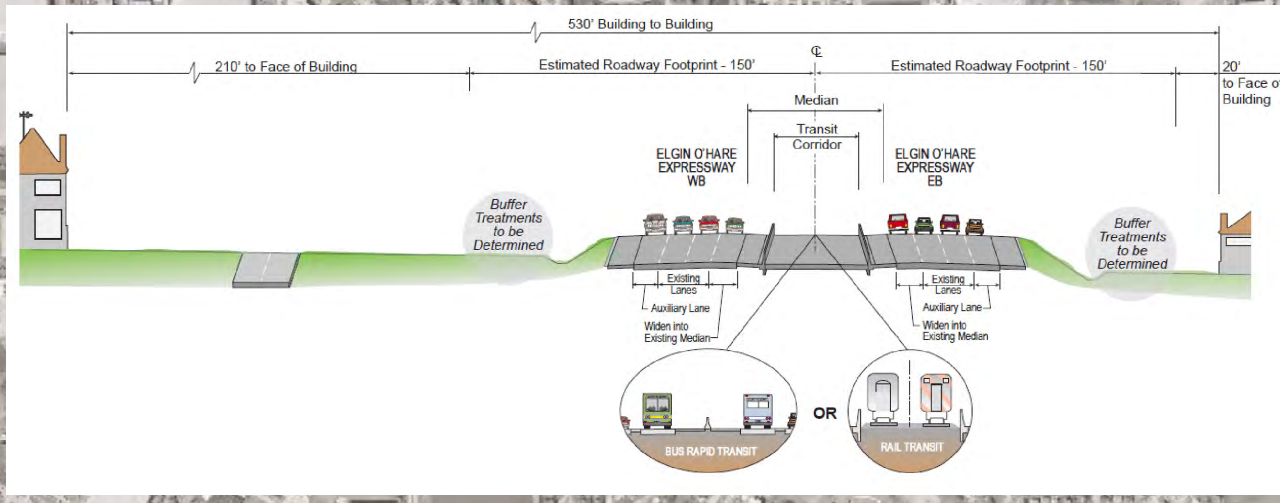 530' Building to Building
℄
210' to Face of Building
Estimated Roadway Footprint - 150'
Estimated Roadway Footprint - 150'
20'
to Face of
Building
Median
Transit
Corridor
ELGIN O'HARE
EXPRESSWAY
WB
ELGIN O'HARE
EXPRESSWAY
EB
Buffer
Treatments
to be
Determined
Buffer
Treatments
to be
Determined
Existing
Lanes
Auxiliary Lane
Widen into
Existing Median
Existing
Lanes
Auxiliary Lane
Widen into
Existing Median
BUS RAPID TRANSIT
OR
RAIL TRANSIT